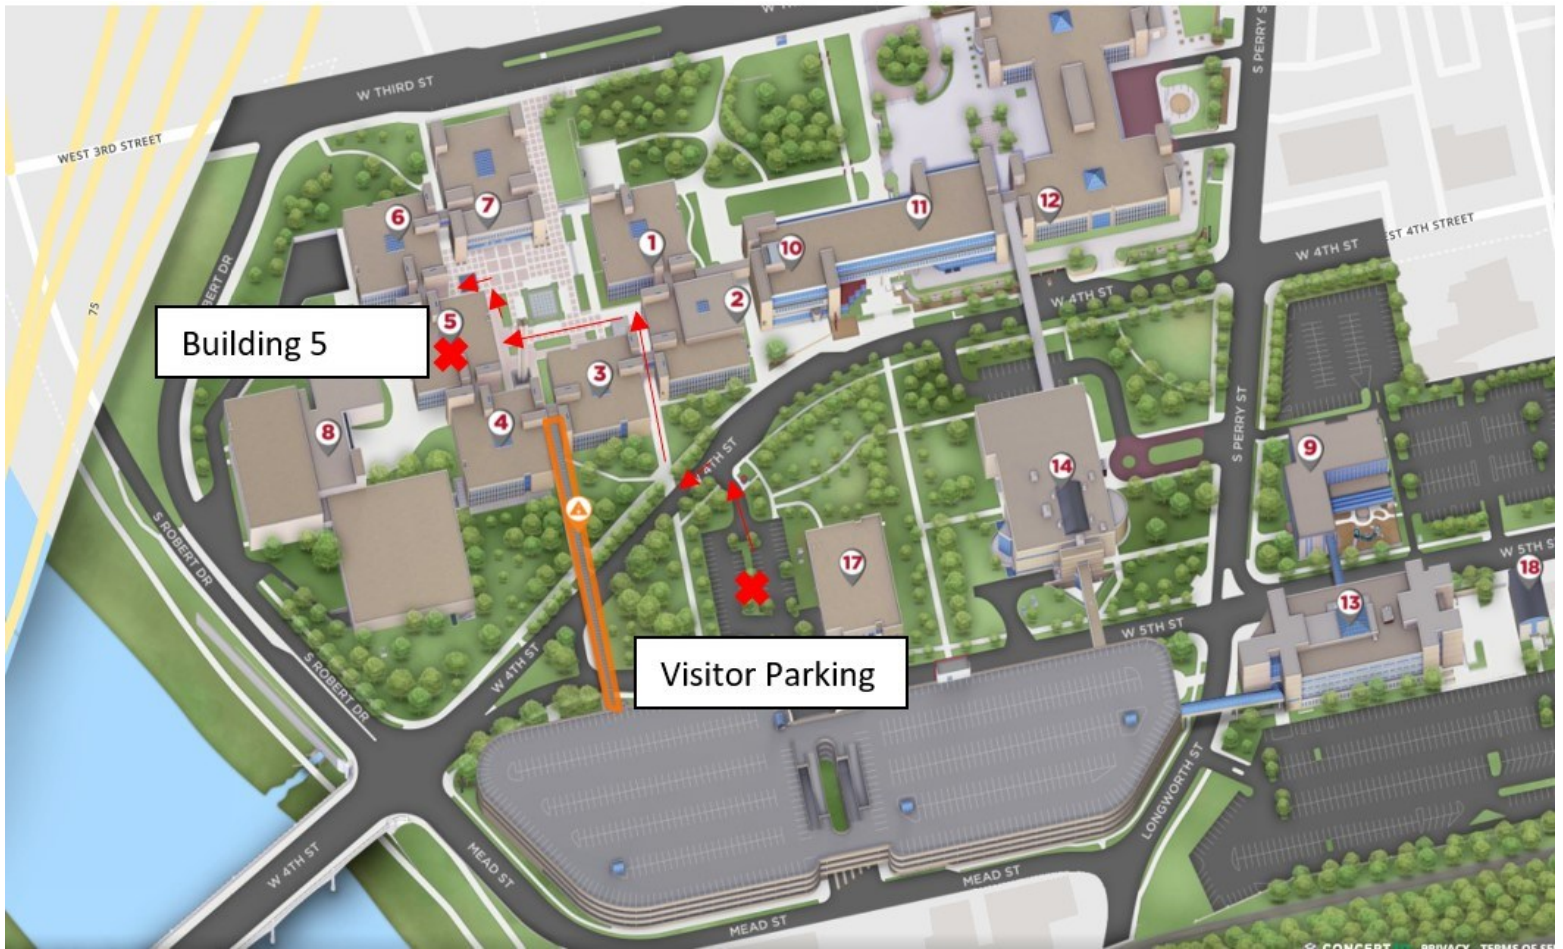 W THIRD ST
S PERRY ST
WEST 3RD STREET
6
7
1
11
12
10
W 4TH ST
EST 4TH STREET
75
Building 5
5
2
W 4TH ST
3
4
8
W 4TH ST
S PERRY ST
14
9
S ROBERT DR
17
W 5TH S
18
13
W 5TH ST
S ROBERT DR
W 4TH ST
Visitor Parking
LONGWORTH ST
W 4TH ST
MEAD ST
MEAD ST
MEAD ST
PRIVACY